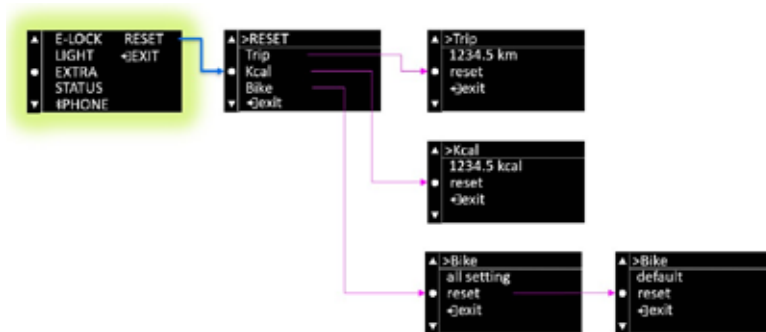 E-LOCK RESET
LIGHT EXIT
EXTRA
STATUS
PHONE
>RESET
Trip
Kcal
Bike
exit
>Trip
1234.5 km
reset
exit
>Kcal
1234.5 kcal
reset
exit
>Bike
all setting
reset
exit
>Bike
default
reset
exit